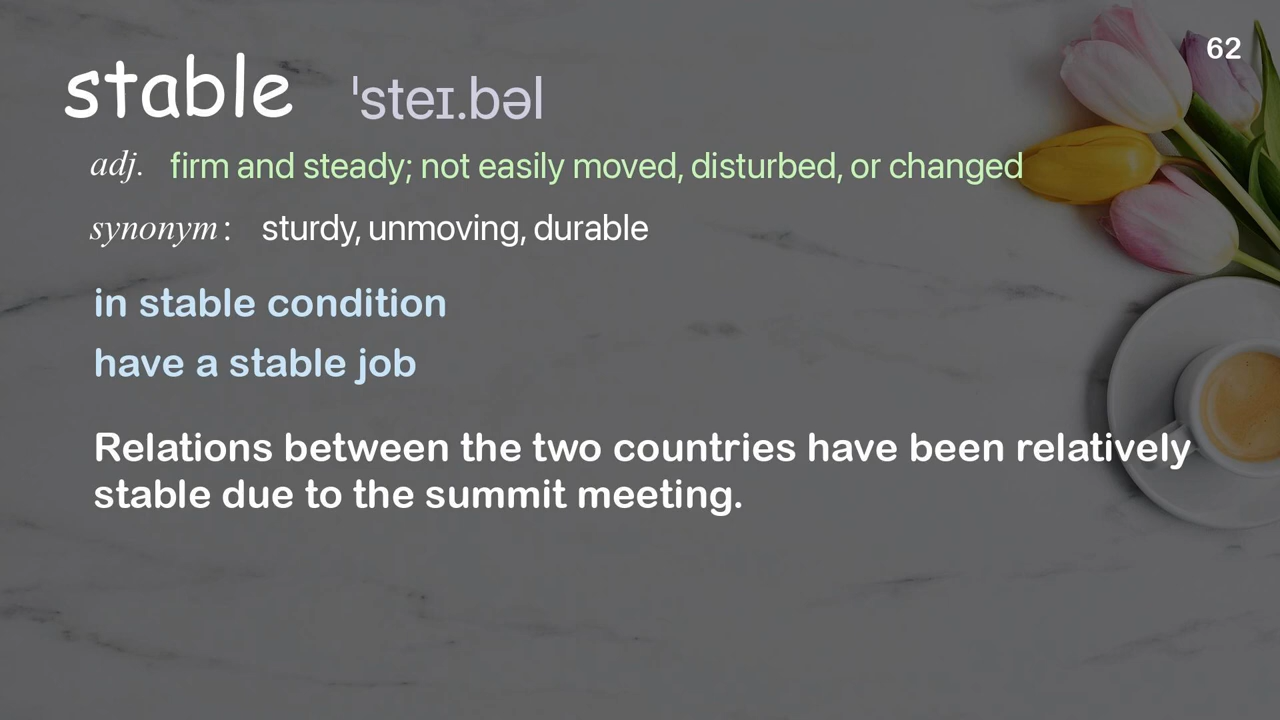 62
stable ˈsteɪ.bəl
adj. firm and steady; not easily moved, disturbed, or changed
synonym: sturdy, unmoving, durable
in stable condition
have a stable job
Relations between the two countries have been relatively
stable due to the summit meeting.